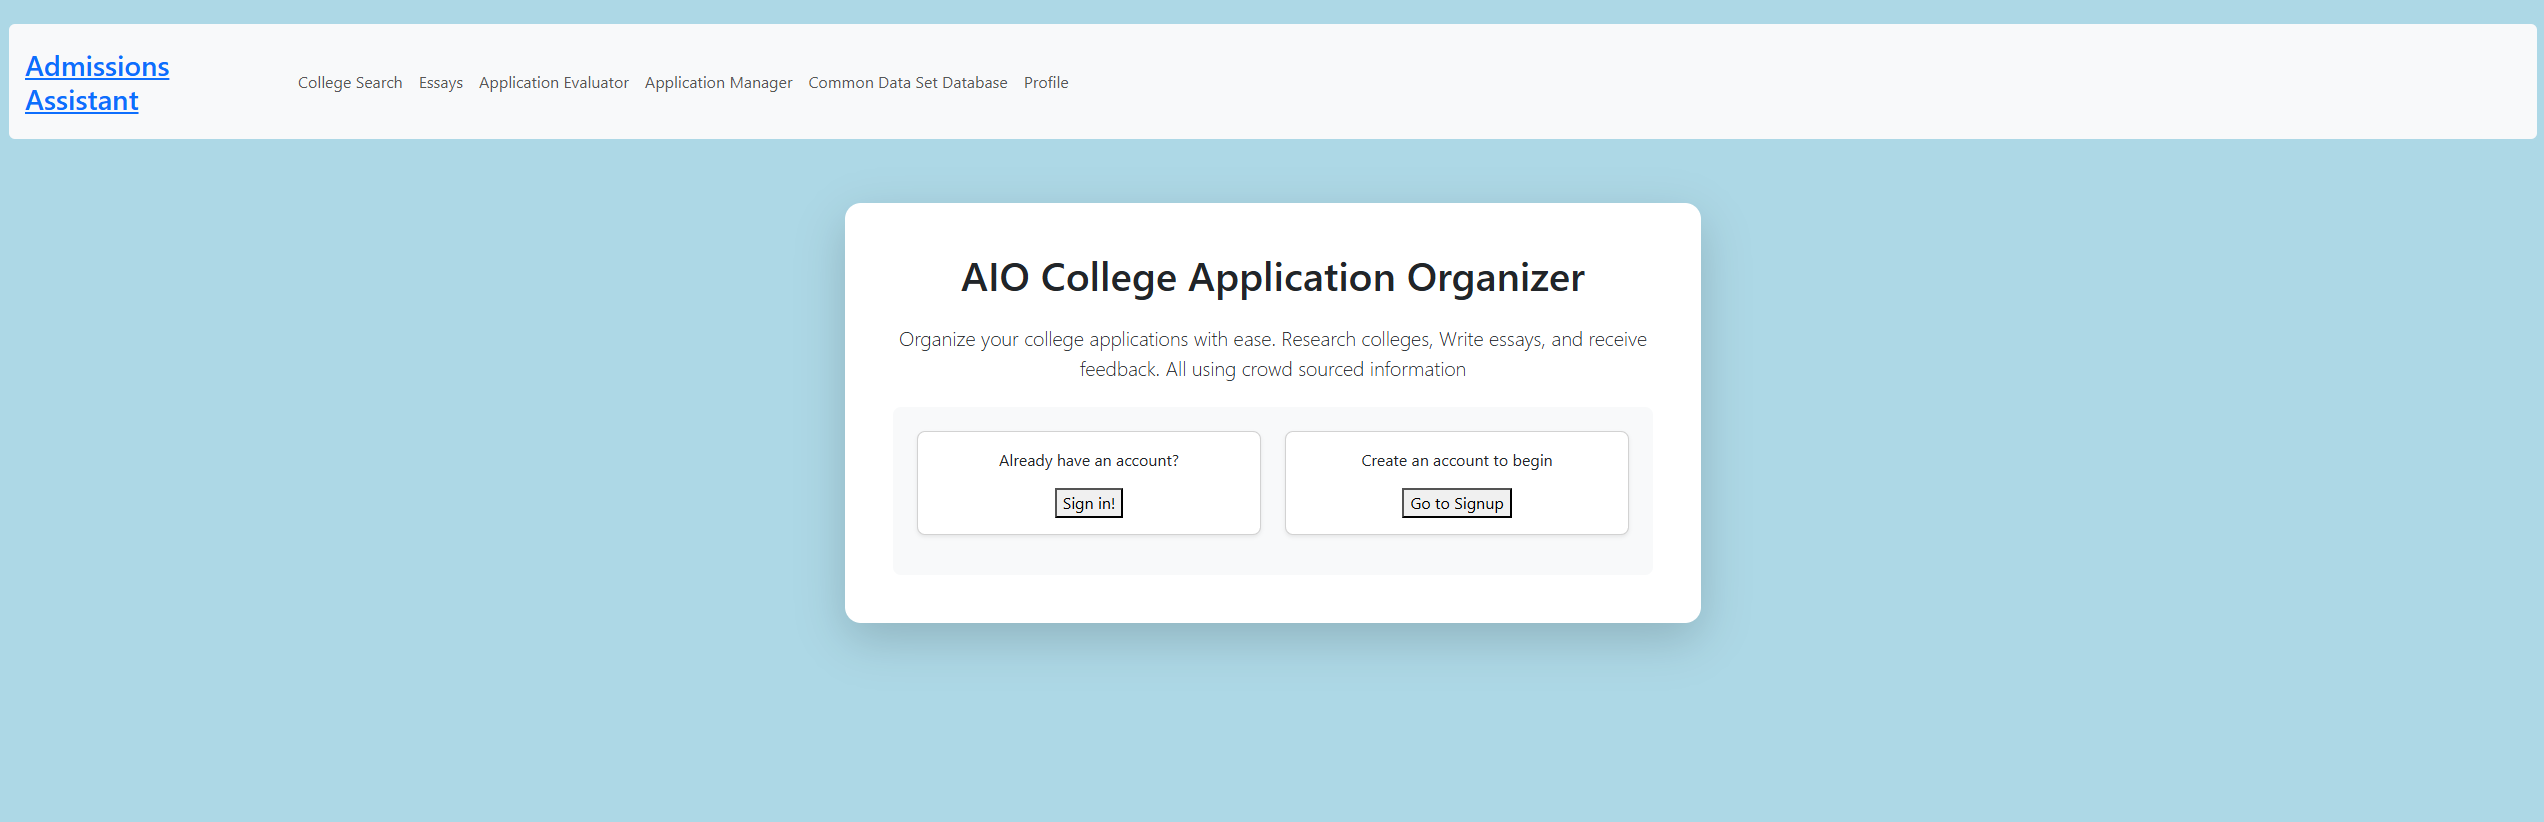 Admissions
Assistant
College Search Essays Application Evaluator Application Manager Common Data Set Database Profile
AIO College Application Organizer
Organize your college applications with ease. Research colleges, Write essays, and receive
feedback. All using crowd sourced information
Already have an account?
Sign in!
Create an account to begin
Go to Signup